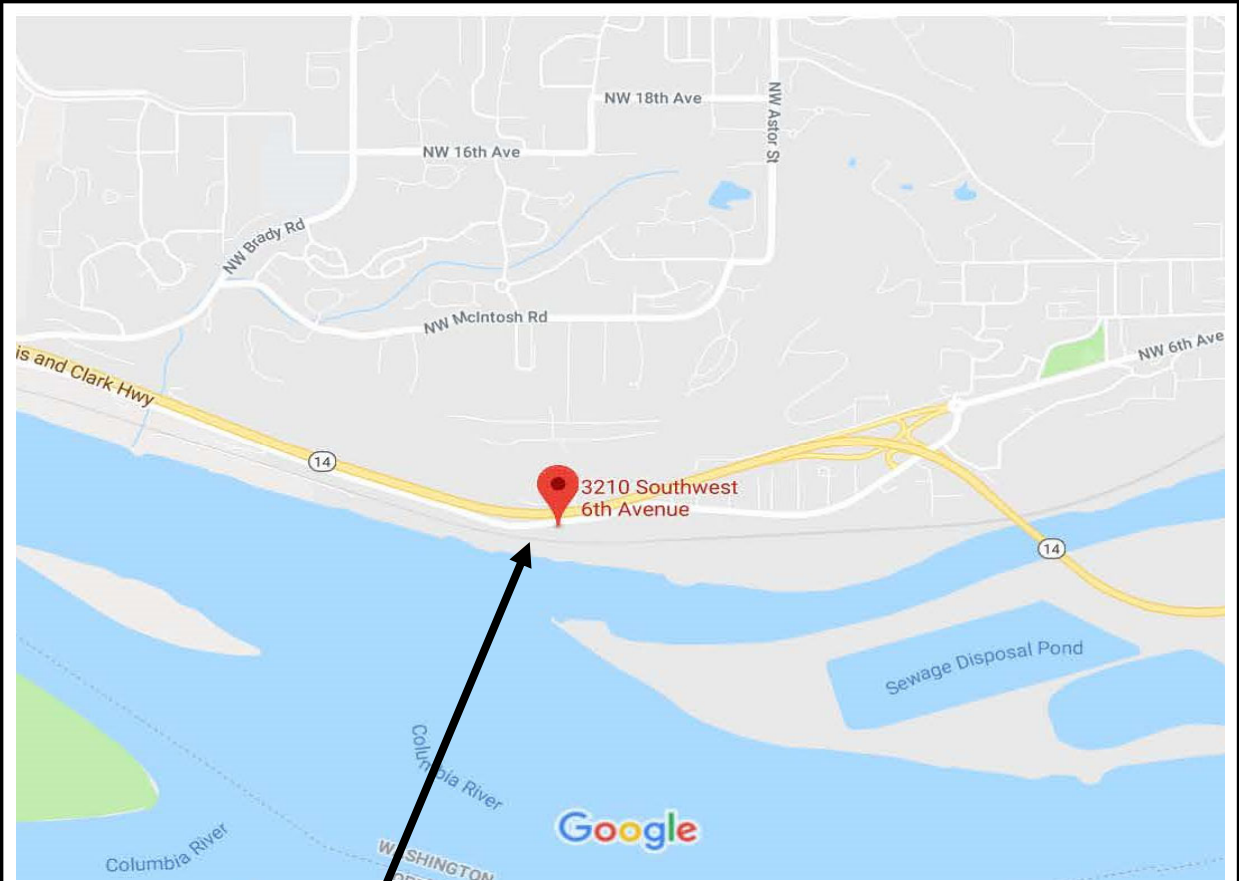 NW 18th Ave
NW Astor St
NW 16th Ave
NW Brady Rd
NW McIntosh Rd
NW 6th Ave
is and Clark Hwy
14
3210 Southwest
6th Avenue
14
Sewage Disposal Pond
Columbia River
Google
Columbia River
WASHINGTON